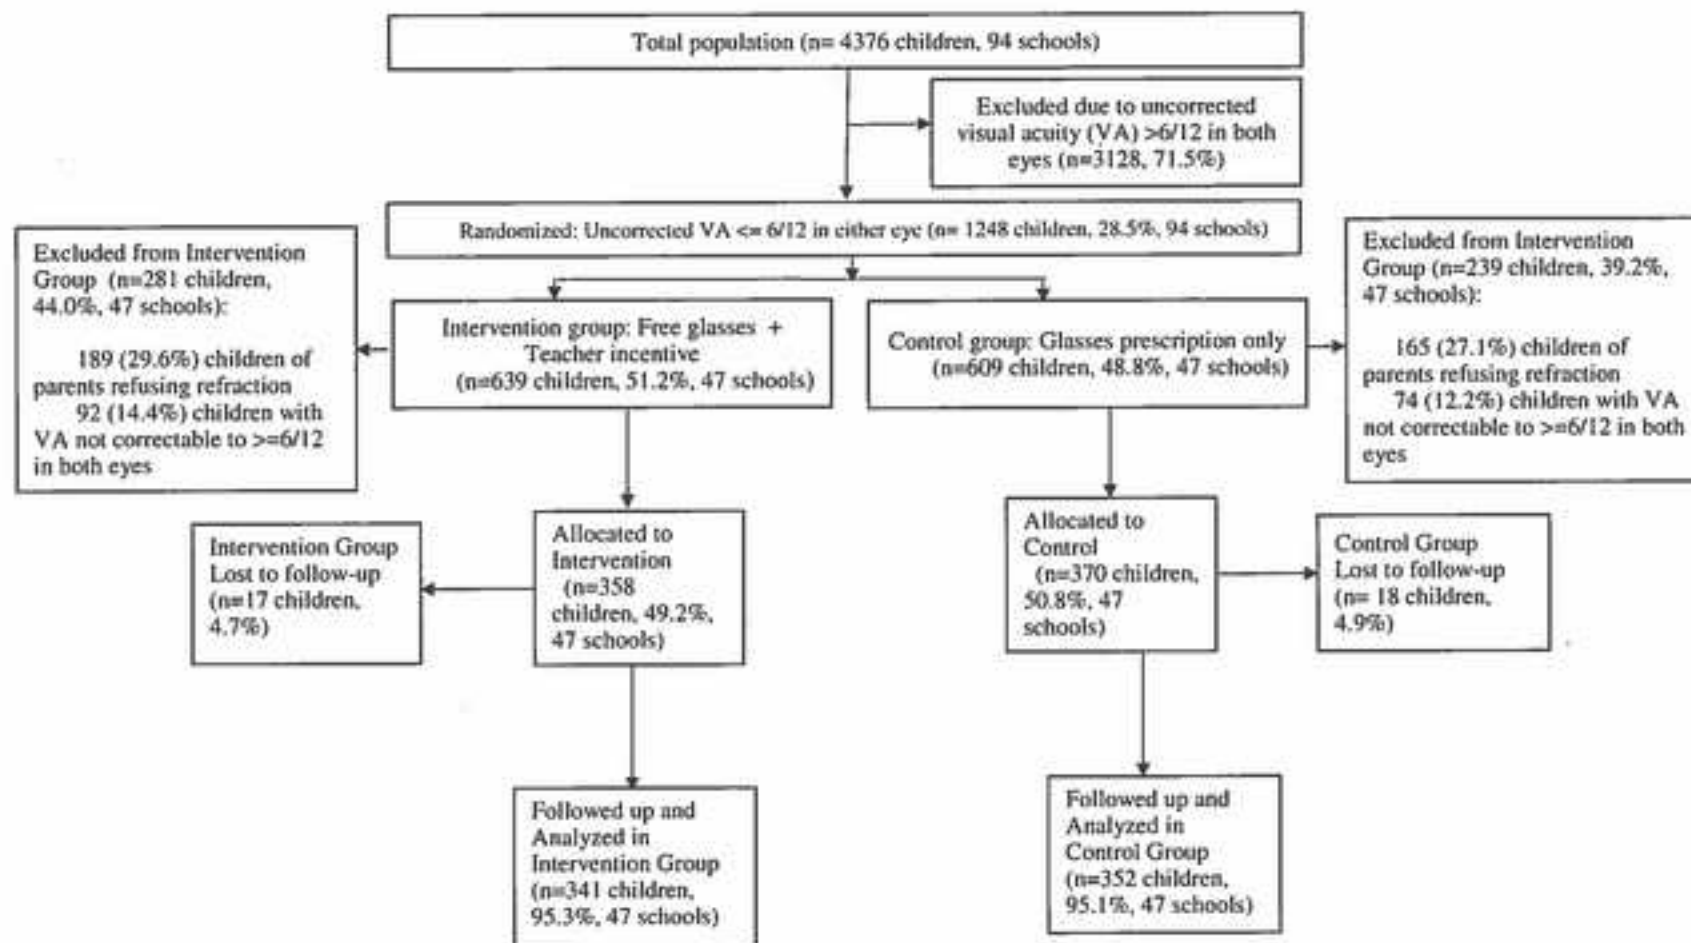 Total population (n= 4376 children, 94 schools)
Excluded due to uncorrected
visual acuity (VA) >6/12 in both
eyes (n=3128, 71.5%)
Randomized: Uncorrected VA <= 6/12 in either eye (n= 1248 children, 28.5%, 94 schools)
Excluded from Intervention
Group (n=281 children,
44.0%, 47 schools):
189 (29.6%) children of
parents refusing refraction
92 (14.4%) children with
VA not correctable to >=6/12
in both eyes
Intervention group: Free glasses +
Teacher incentive
(n=639 children, 51.2%, 47 schools)
Control group: Glasses prescription only
(n=609 children, 48.8%, 47 schools)
Excluded from Intervention
Group (n=239 children, 39.2%,
47 schools):
165 (27.1%) children of
parents refusing refraction
74 (12.2%) children with VA
not correctable to >=6/12 in both
eyes
Intervention Group
Lost to follow-up
(n=17 children,
4.7%)
Allocated to
Intervention
(n=358
children, 49.2%,
47 schools)
Allocated to
Control
(n=370 children,
50.8%, 47
schools)
Control Group
Lost to follow-up
(n= 18 children,
4.9%)
Followed up and
Analyzed in
Intervention Group
(n=341 children,
95.3%, 47 schools)
Followed up and
Analyzed in
Control Group
(n=352 children,
95.1%, 47 schools)